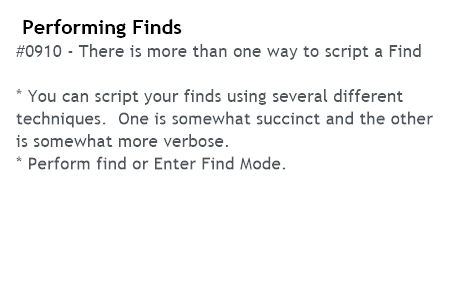 Performing Finds
#0910 - There is more than one way to script a Find
* You can script your finds using several different
techniques.  One is somewhat succinct and the other
is somewhat more verbose.
* Perform find or Enter Find Mode.